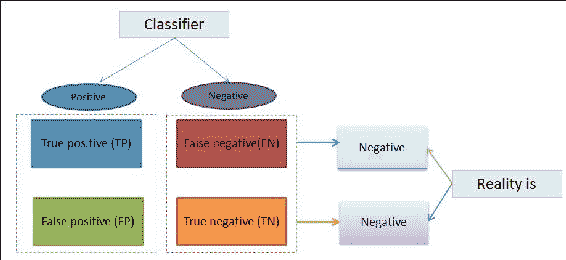 Classifier
Positive
Negative
True positive (TP)
False negative(FN)
Negative
Reality is
False positive (FP)
True negative (TN)
Negative